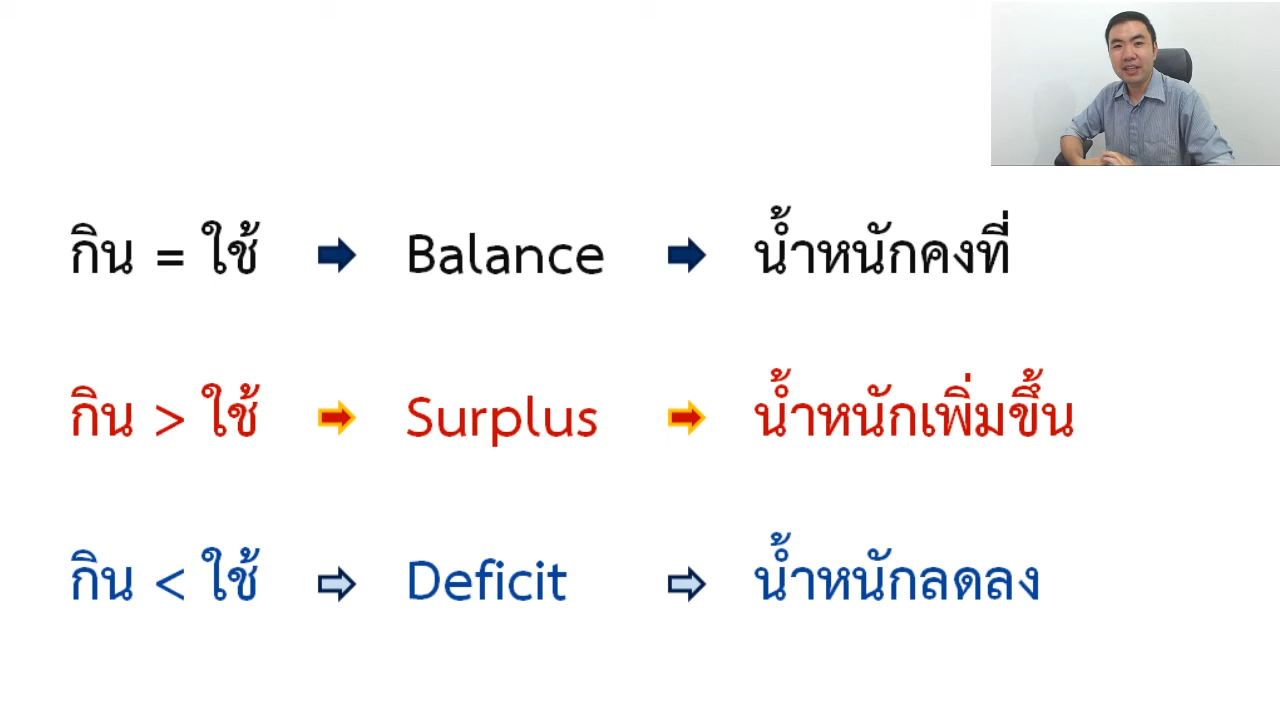 กิน = ใช้ Balance น้ำหนักคงที่
กิน > ใช้ Surplus น้ำหนักเพิ่มขึ้น
กิน < ใช้ Deficit น้ำหนักลดลง